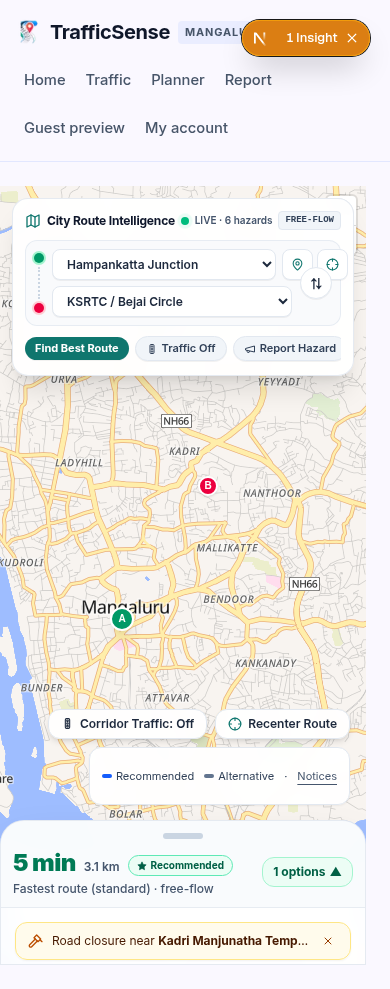 TrafficSense
1 Insight
Home Traffic Planner Report
Guest preview My account
City Route Intelligence LIVE · 6 hazards FREE-FLOW
Hampankatta Junction
KSRTC / Bejai Circle
Find Best Route Traffic Off Report Hazard
URVA
YEYYADI
NH66
KADRI
LADYHILL
B
NANTHOOR
MALLIKATTE
KUDROLI
NH66
BENDOOR
Mangaluru
A
KANKANADY
BUNDER
ATTAVAR
Corridor Traffic: Off Recenter Route
Recommended Alternative · Notices
BOLAR
5 min 3.1 km Recommended
1 options ▲
Fastest route (standard) · free-flow
Road closure near Kadri Manjunatha Temp...